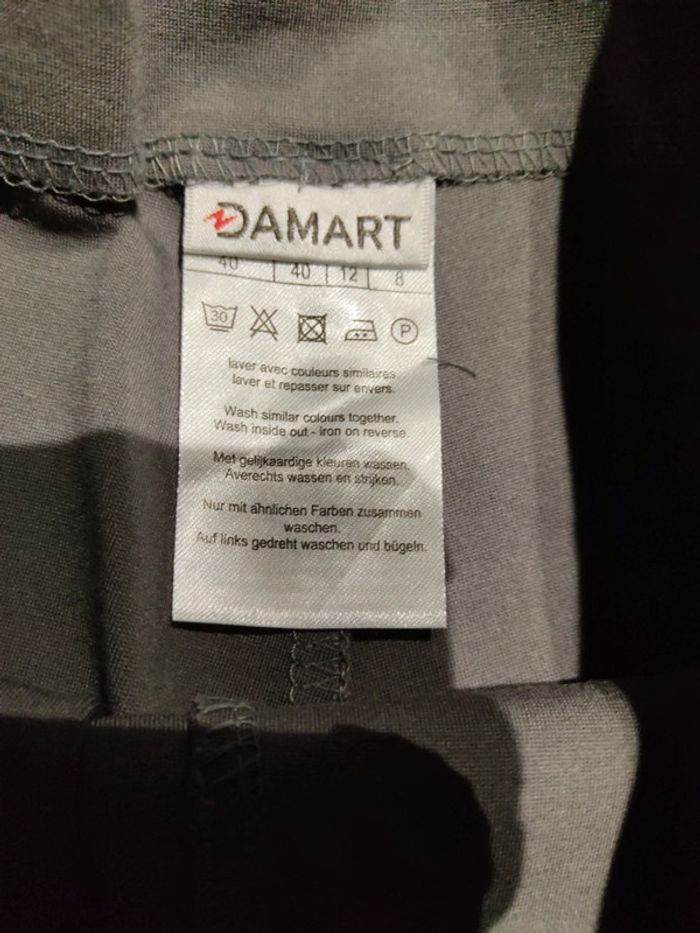 DAMART
40 40 12 8
30 P
laver avec couleurs similaires.
laver et repasser sur envers.
Wash similar colours together.
Wash inside out - iron on reverse.
Met gelijkaardige kleuren wassen.
Averechts wassen en strijken.
Nur mit ähnlichen Farben zusammen
waschen.
Auf links gedreht waschen und bügeln.